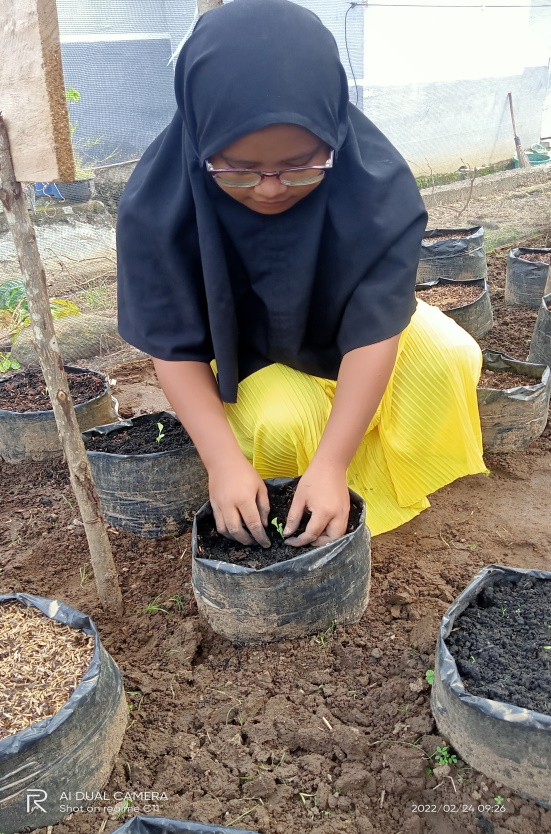 R AI DUAL CAMERA
Shot on realme C11
2022/02/24 09:26